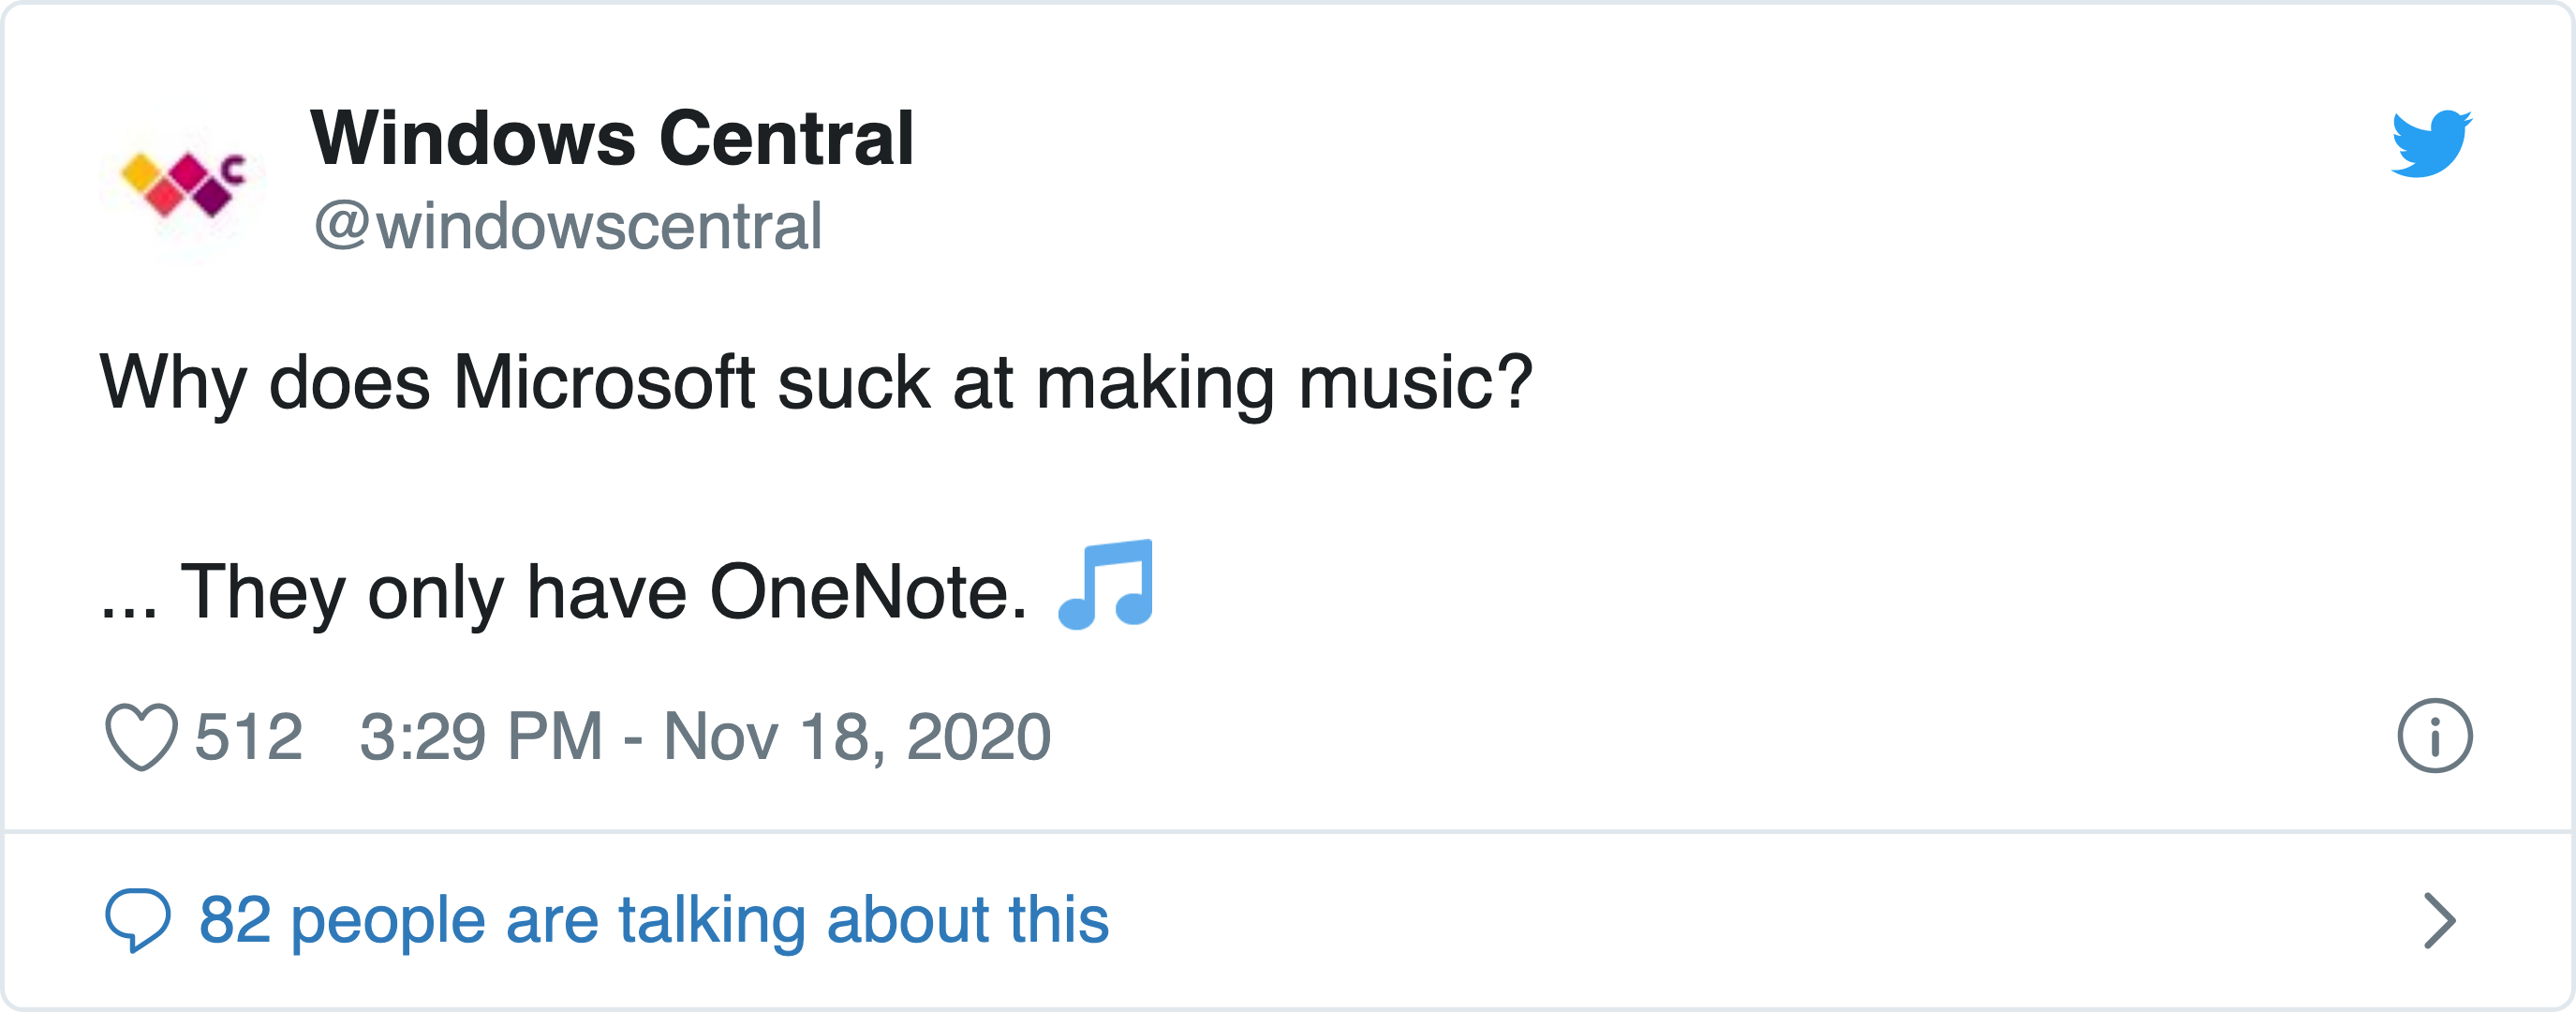 Windows Central
@windowscentral
Why does Microsoft suck at making music?
... They only have OneNote. 🎵
512 3:29 PM - Nov 18, 2020
82 people are talking about this